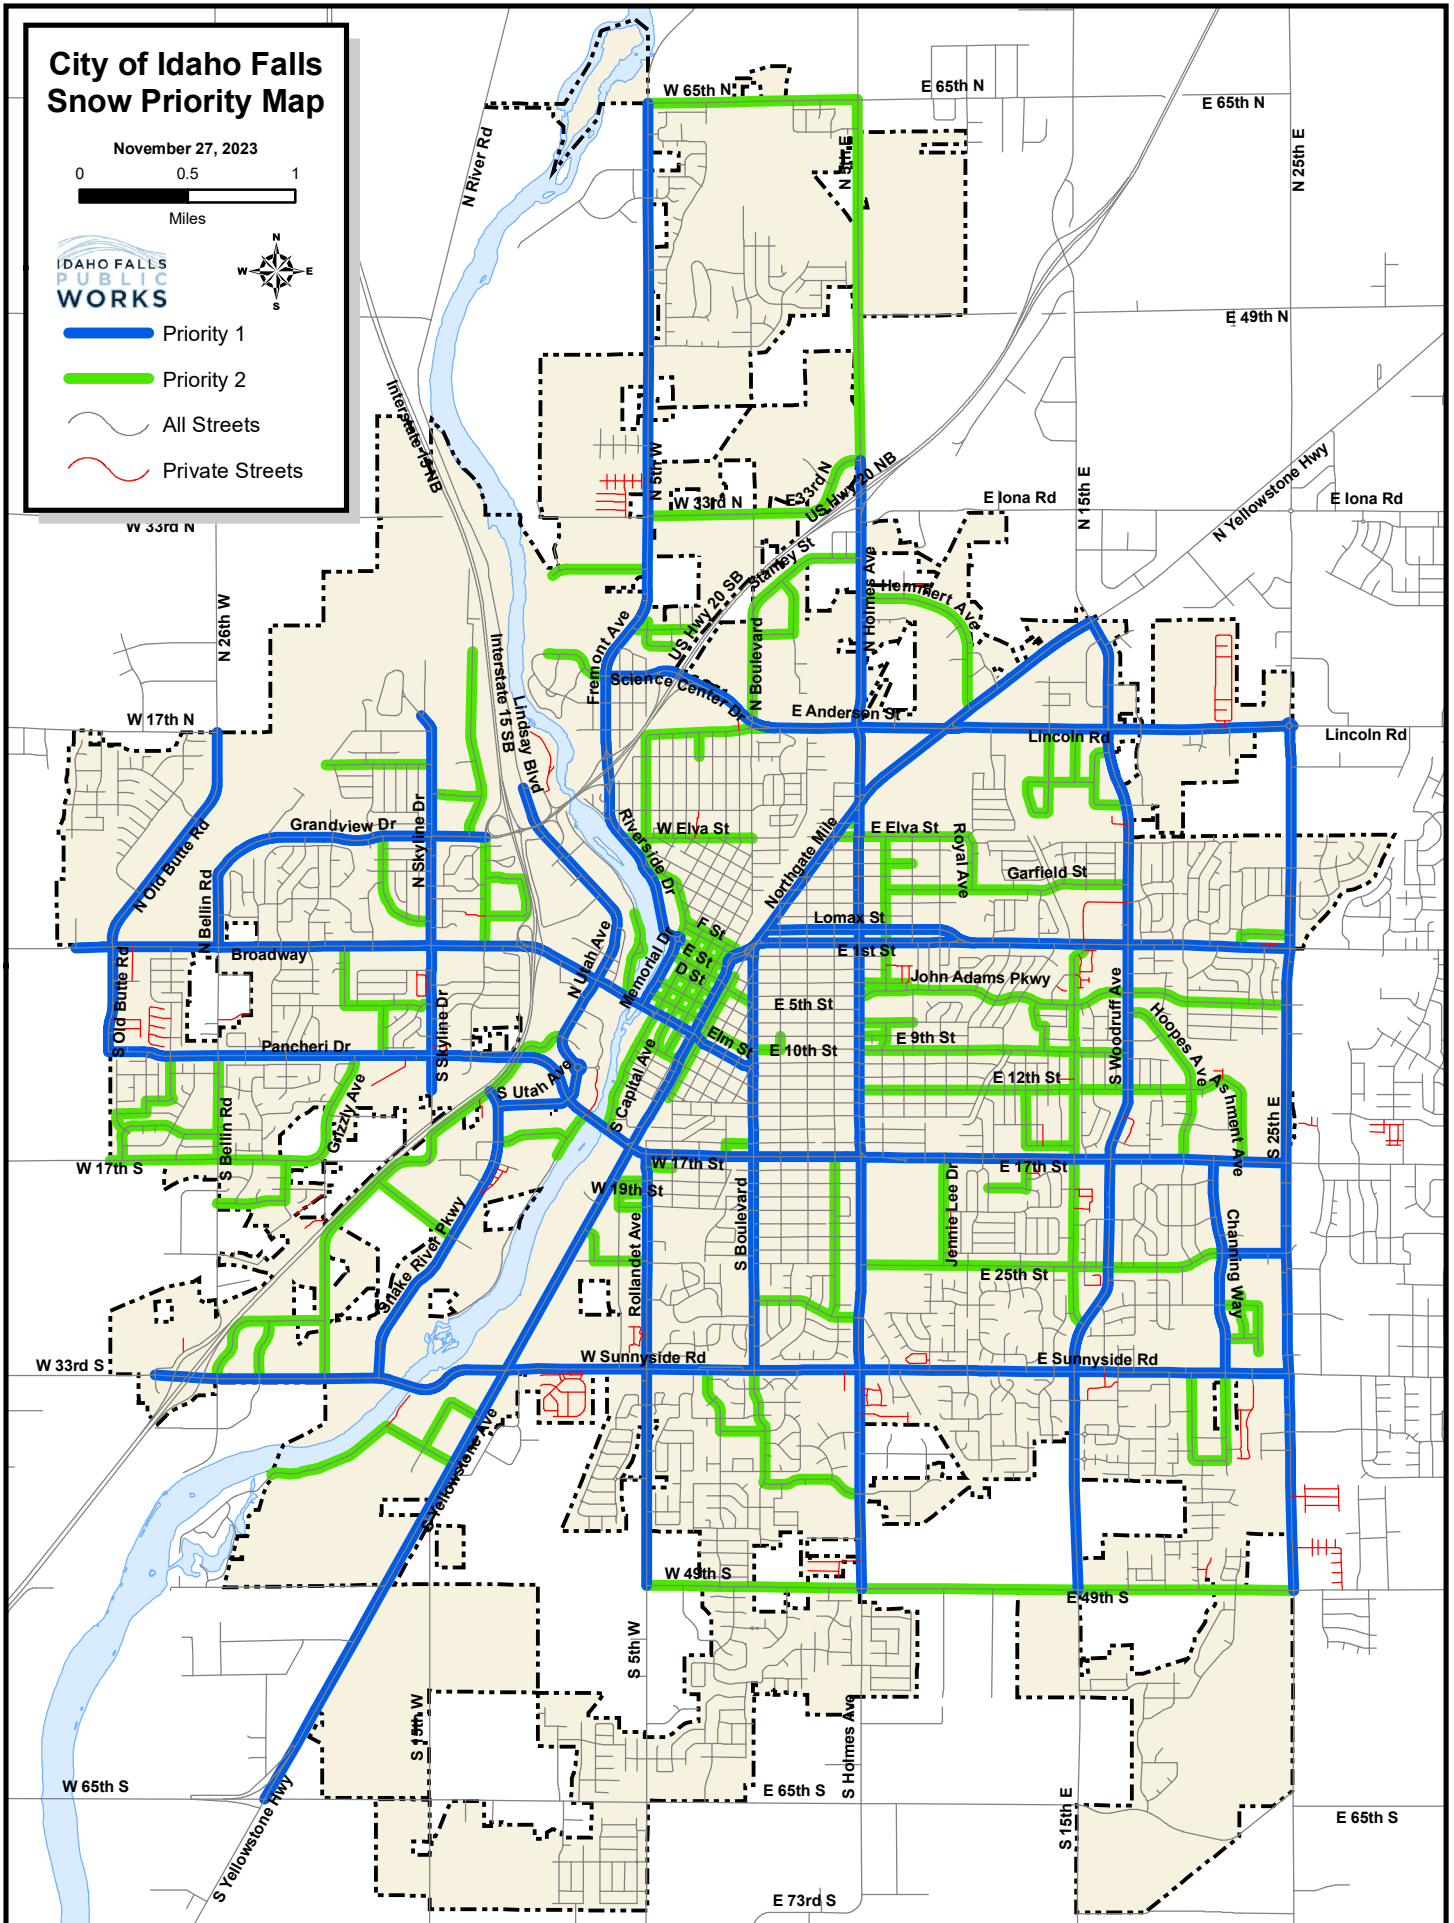 City of Idaho Falls
Snow Priority Map
November 27, 2023
0 0.5 1
Miles
IDAHO FALLS
PUBLIC
WORKS
N
W E
S
Priority 1
Priority 2
All Streets
Private Streets
W 65th N
E 65th N
E 65th N
N River Rd
N 5th E
N 25th E
E 49th N
Interstate 15 NB
N 5th W
W 33rd N
E 33rd N
US Hwy 20 NB
E Iona Rd
N 15th E
N Yellowstone Hwy
E Iona Rd
W 33rd N
N 26th W
Stanley St
US Hwy 20 SB
N Holmes Ave
Hemmert Ave
Fremont Ave
N Boulevard
Science Center Dr
Interstate 15 SB
Lindsay Blvd
W 17th N
E Anderson St
Lincoln Rd
Lincoln Rd
Grandview Dr
N Skyline Dr
N Old Butte Rd
N Bellin Rd
Riverside Dr
W Elva St
Northgate Mile
E Elva St
Royal Ave
Garfield St
Lomax St
E 1st St
F St
E St
D St
Broadway
N Utah Ave
Memorial Dr
S Old Butte Rd
John Adams Pkwy
E 5th St
Pancheri Dr
S Skyline Dr
Elm St
E 10th St
E 9th St
S Woodruff Ave
Hoopes Ave
E 12th St
Ashment Ave
S 25th E
S Utah Ave
S Capital Ave
Grizzly Ave
S Bellin Rd
W 17th S
W 17th St
E 17th St
W 19th St
Jennie Lee Dr
Rollandet Ave
S Boulevard
Snake River Pkwy
Channing Way
E 25th St
W 33rd S
W Sunnyside Rd
E Sunnyside Rd
S Yellowstone Ave
W 49th S
E 49th S
S 5th W
S 15th W
S Holmes Ave
W 65th S
E 65th S
S 15th E
E 65th S
S Yellowstone Hwy
E 73rd S